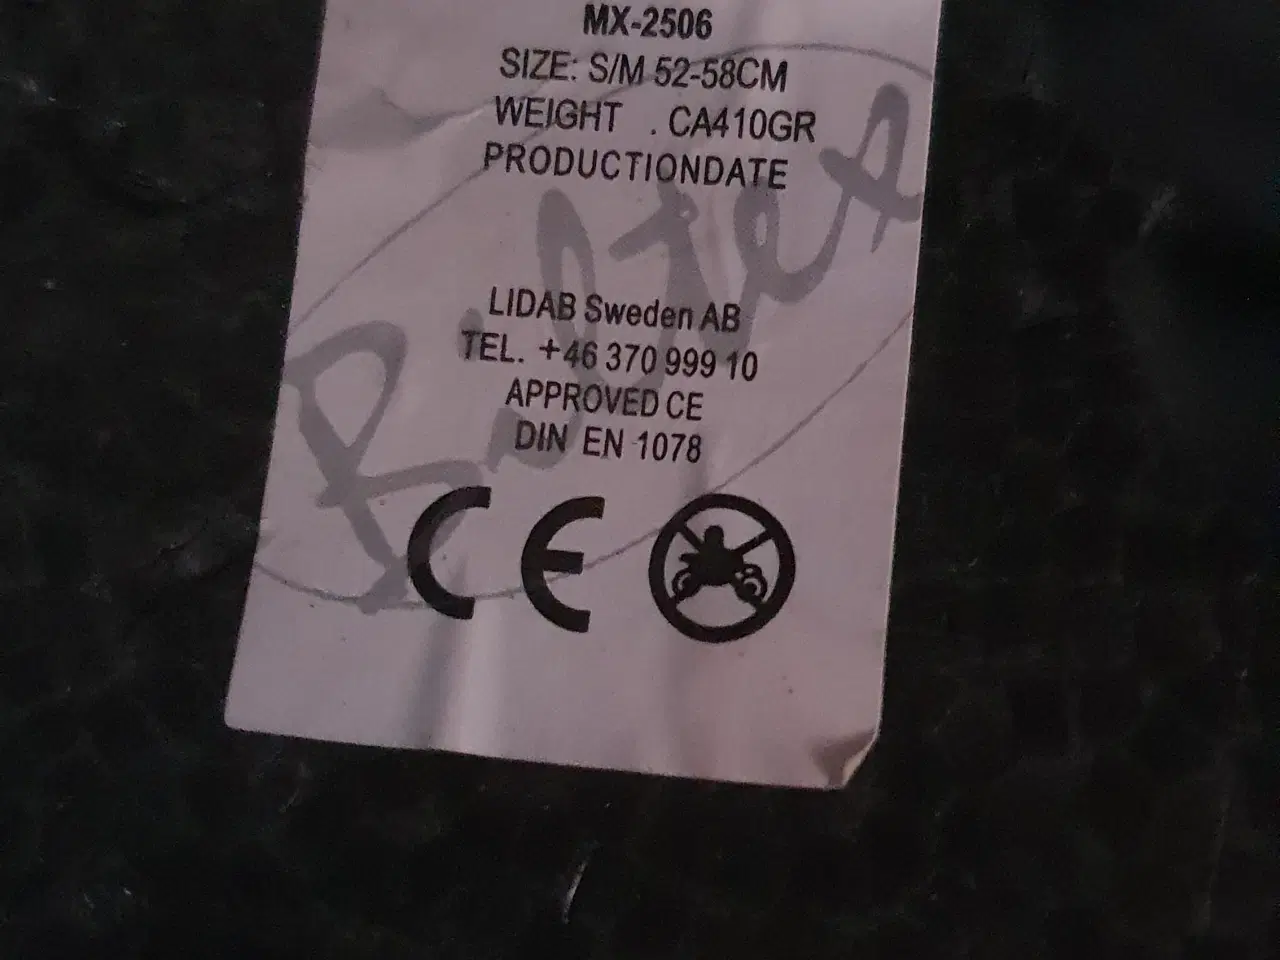 MX-2506
SIZE: S/M 52-58CM
WEIGHT . CA410GR
PRODUCTIONDATE
LIDAB Sweden AB
TEL. +46 370 999 10
APPROVED CE
DIN EN 1078
CE